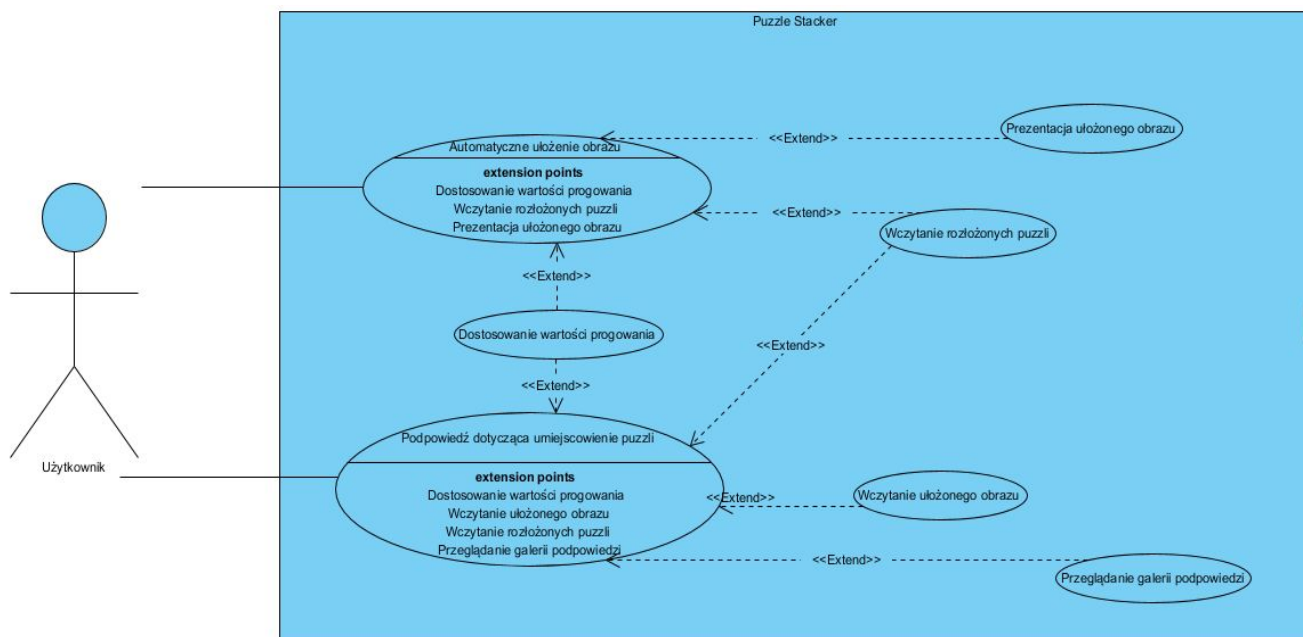 Puzzle Stacker
<<Extend>>
Prezentacja ułożonego obrazu
Automatyczne ułożenie obrazu
extension points
Dostosowanie wartości progowania
Wczytanie rozłożonych puzzli
Prezentacja ułożonego obrazu
<<Extend>>
Wczytanie rozłożonych puzzli
<<Extend>>
Dostosowanie wartości progowania
<<Extend>>
<<Extend>>
Użytkownik
Podpowiedź dotycząca umiejscowienie puzzli
extension points
Dostosowanie wartości progowania
Wczytanie ułożonego obrazu
Wczytanie rozłożonych puzzli
Przeglądanie galerii podpowiedzi
<<Extend>>
Wczytanie ułożonego obrazu
<<Extend>>
Przeglądanie galerii podpowiedzi